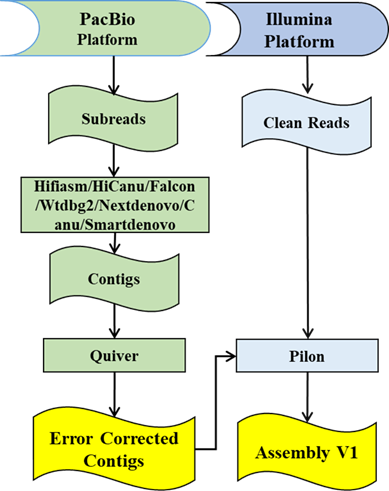 PacBio
Platform
Illumina
Platform
Subreads
Clean Reads
Hifiasm/HiCanu/Falcon
/Wtdbg2/Nextdenovo/C
anu/Smartdenovo
Contigs
Quiver
Pilon
Error Corrected
Contigs
Assembly V1